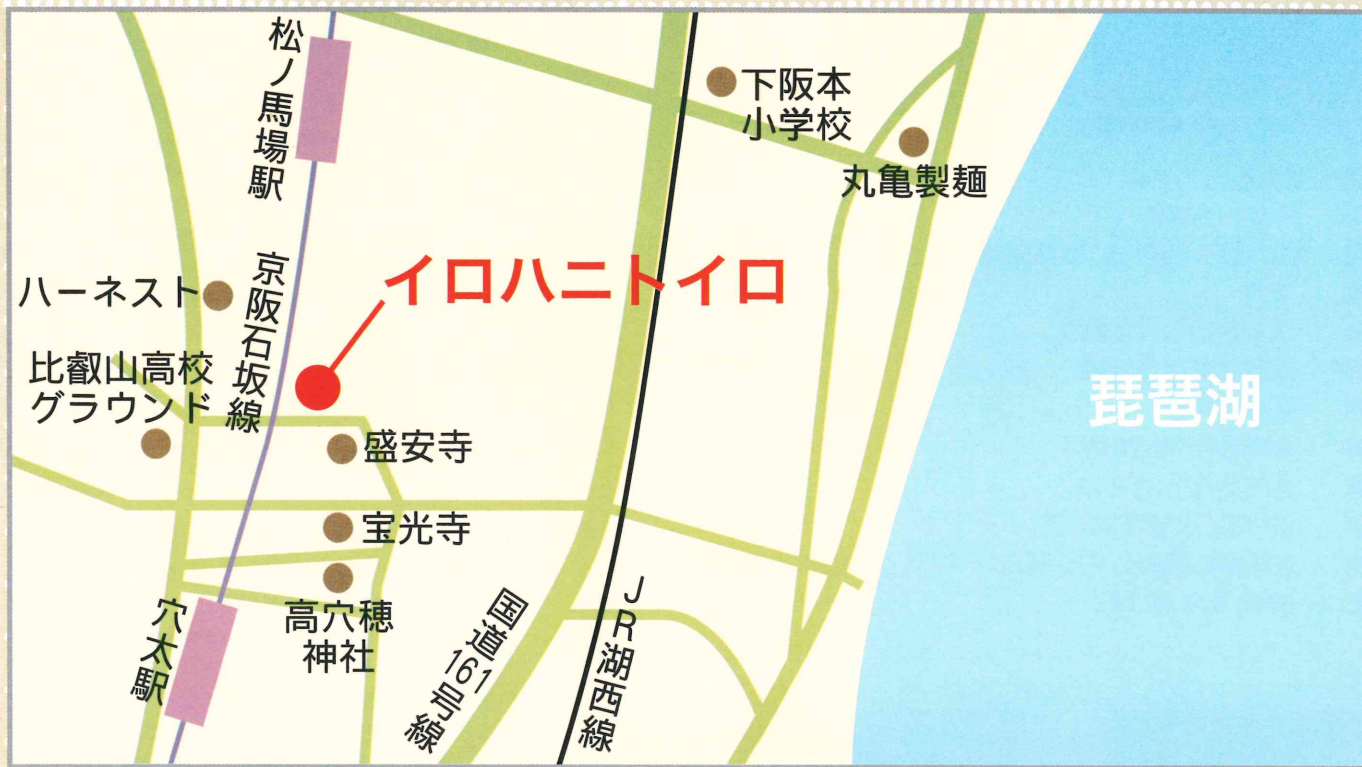 松ノ馬場駅
下阪本
小学校
丸亀製麺
京阪石坂線
イロハニトイロ
ハーネスト
比叡山高校
グラウンド
琵琶湖
盛安寺
宝光寺
高穴穂
神社
穴太駅
国道161号線
JR湖西線